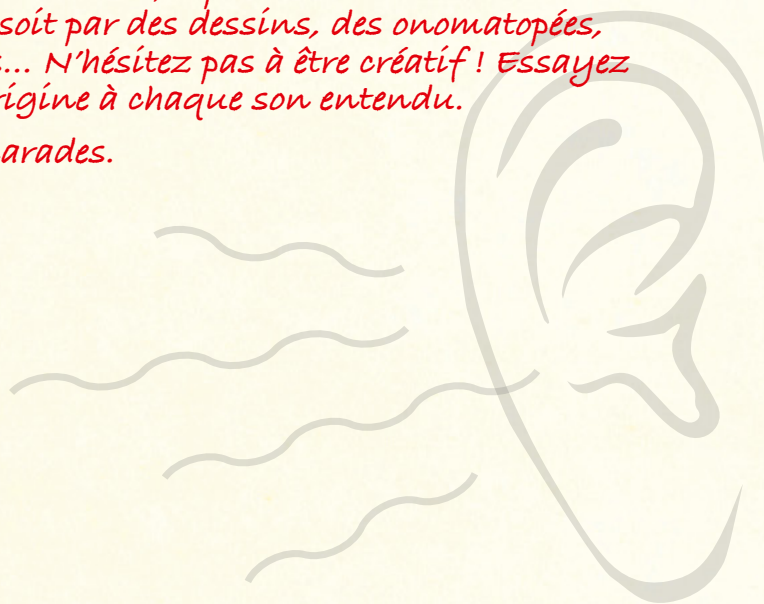 soit par des dessins, des onomatopées,
... N'hésitez pas à être créatif ! Essayez
rigine à chaque son entendu.
arades.